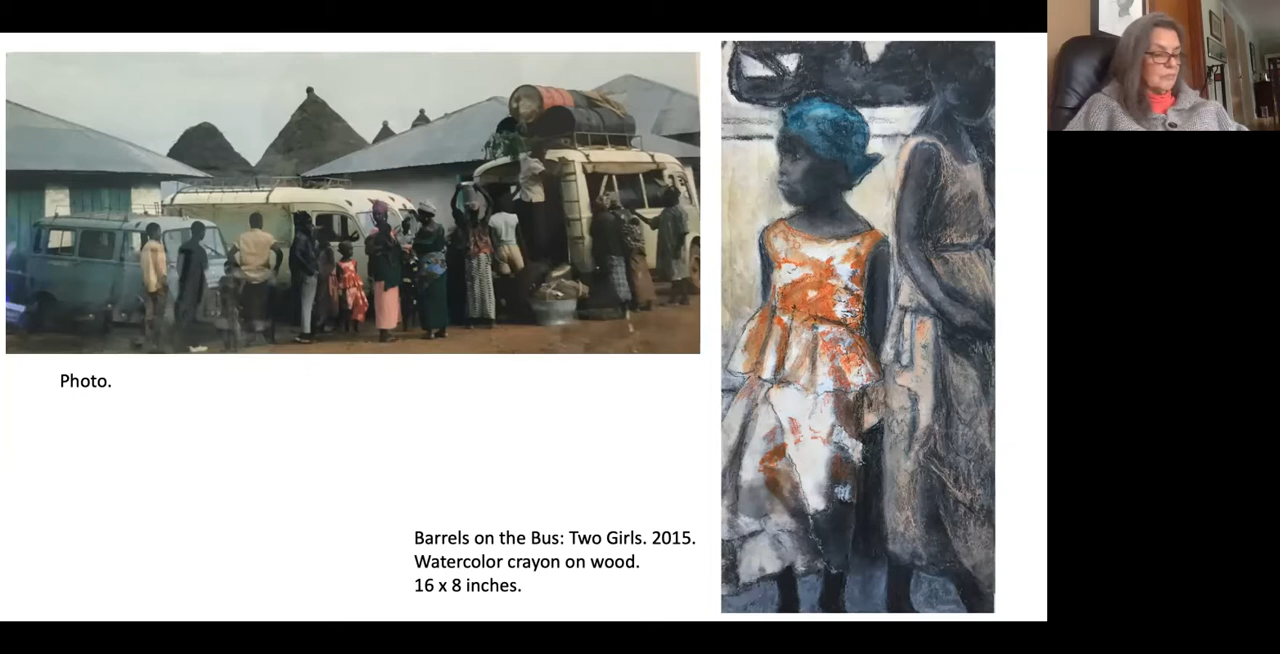 Photo.
Barrels on the Bus: Two Girls. 2015.
Watercolor crayon on wood.
16 x 8 inches.